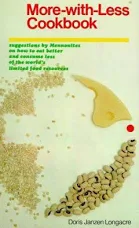 More-with-Less
Cookbook
suggestions by Mennonites
on how to eat better
and consume less
of the world's
limited food resources
Doris Janzen Longacre